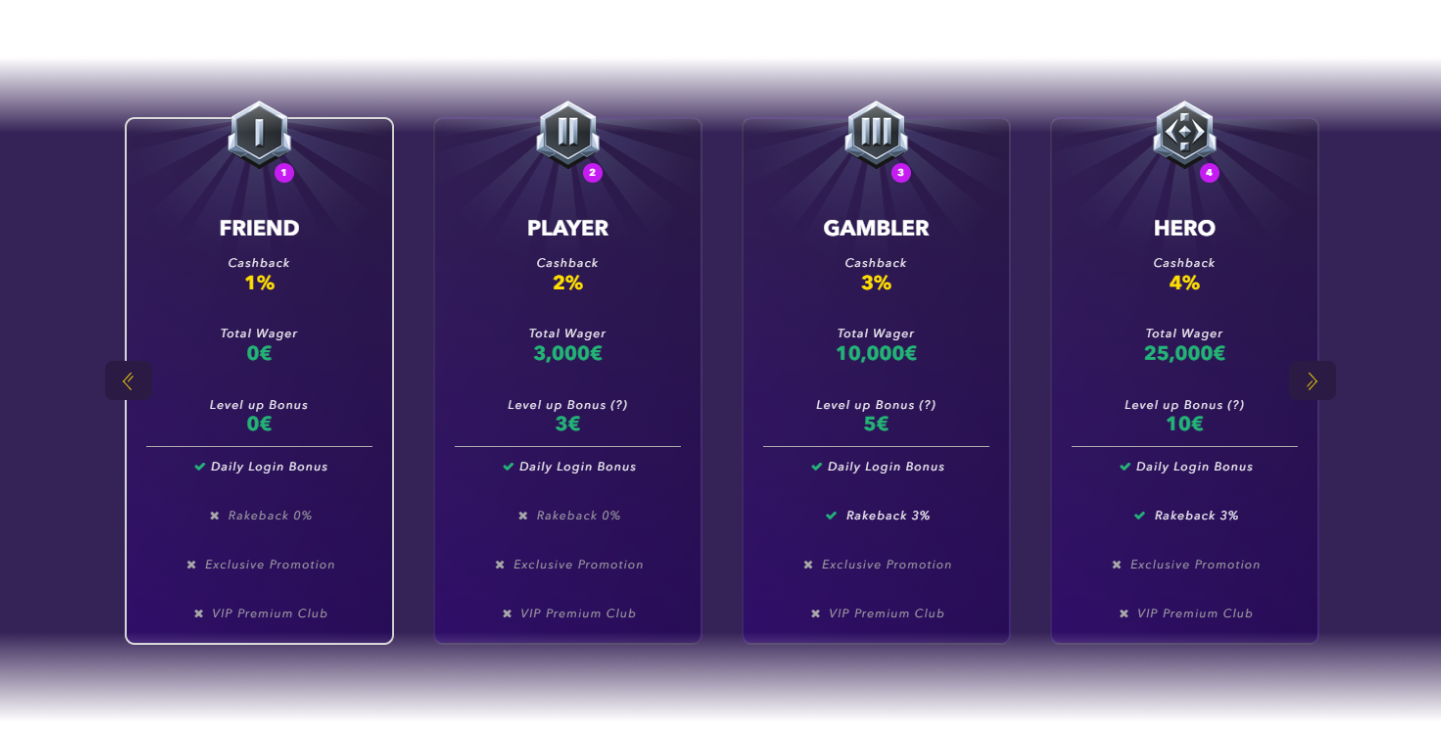 I
1
FRIEND
Cashback
1%
Total Wager
0€
Level up Bonus
0€
Daily Login Bonus
Rakeback 0%
Exclusive Promotion
VIP Premium Club
II
2
PLAYER
Cashback
2%
Total Wager
3,000€
Level up Bonus (?)
3€
Daily Login Bonus
Rakeback 0%
Exclusive Promotion
VIP Premium Club
III
3
GAMBLER
Cashback
3%
Total Wager
10,000€
Level up Bonus (?)
5€
Daily Login Bonus
Rakeback 3%
Exclusive Promotion
VIP Premium Club
4
HERO
Cashback
4%
Total Wager
25,000€
Level up Bonus (?)
10€
Daily Login Bonus
Rakeback 3%
Exclusive Promotion
VIP Premium Club